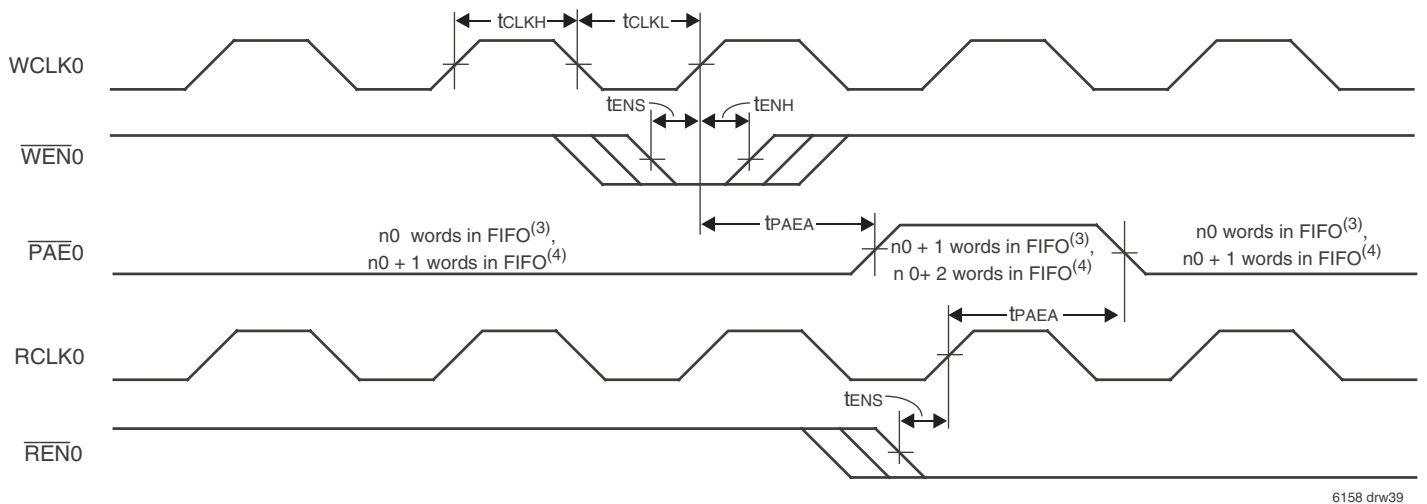 tCLKH
tCLKL
WCLK0
tENS
tENH
WEN0
tPAEA
PAE0
n0 words in FIFO(3),
n0 + 1 words in FIFO(4)
n0 + 1 words in FIFO(3),
n 0+ 2 words in FIFO(4)
n0 words in FIFO(3),
n0 + 1 words in FIFO(4)
tPAEA
RCLK0
tENS
REN0
6158 drw39